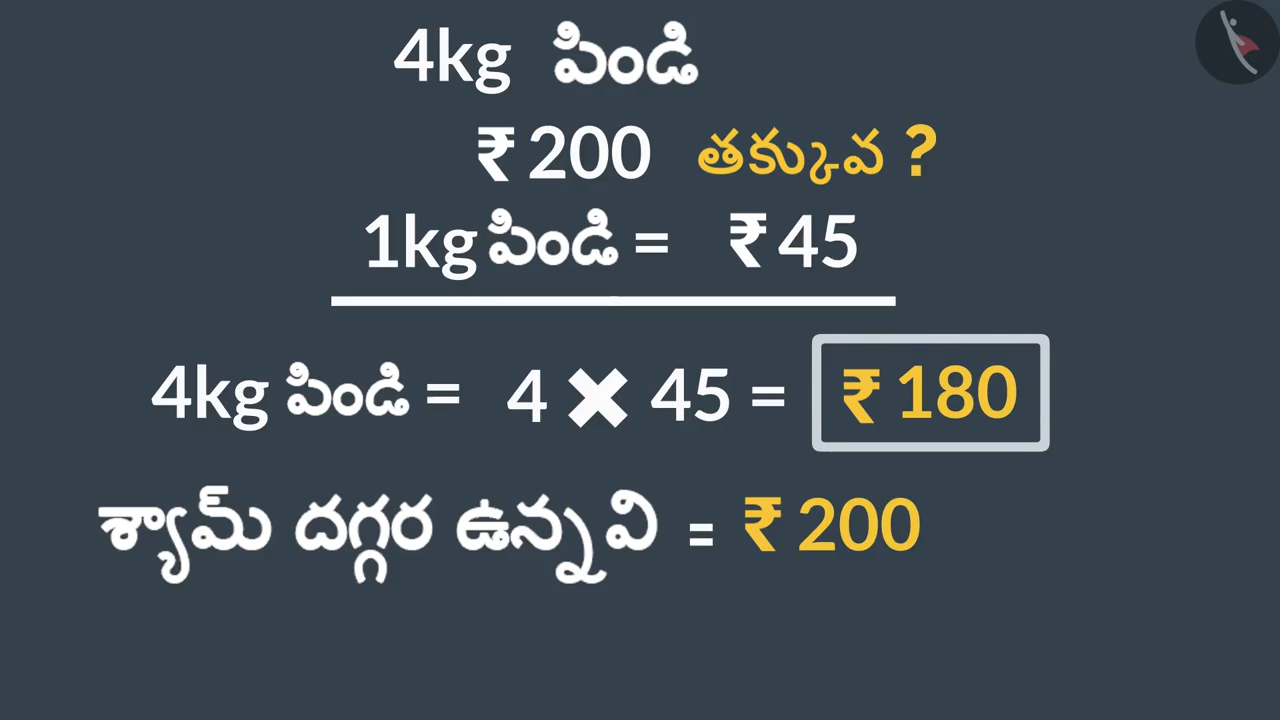 4kg పిండి
₹ 200 తక్కువ ?
1kg పిండి = ₹ 45
4kg పిండి = 4 ✖ 45 = ₹ 180
శ్యామ్ దగ్గర ఉన్నవి = ₹ 200